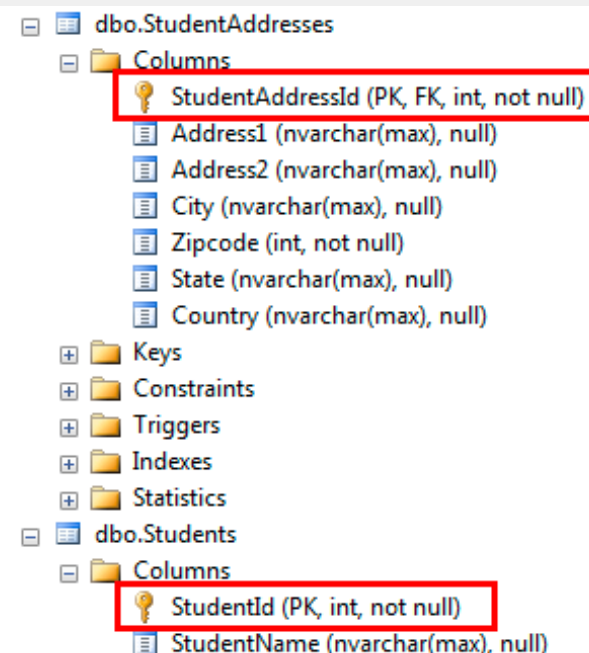 dbo.StudentAddresses
Columns
StudentAddressId (PK, FK, int, not null)
Address1 (nvarchar(max), null)
Address2 (nvarchar(max), null)
City (nvarchar(max), null)
Zipcode (int, not null)
State (nvarchar(max), null)
Country (nvarchar(max), null)
Keys
Constraints
Triggers
Indexes
Statistics
dbo.Students
Columns
StudentId (PK, int, not null)
StudentName (nvarchar(max), null)